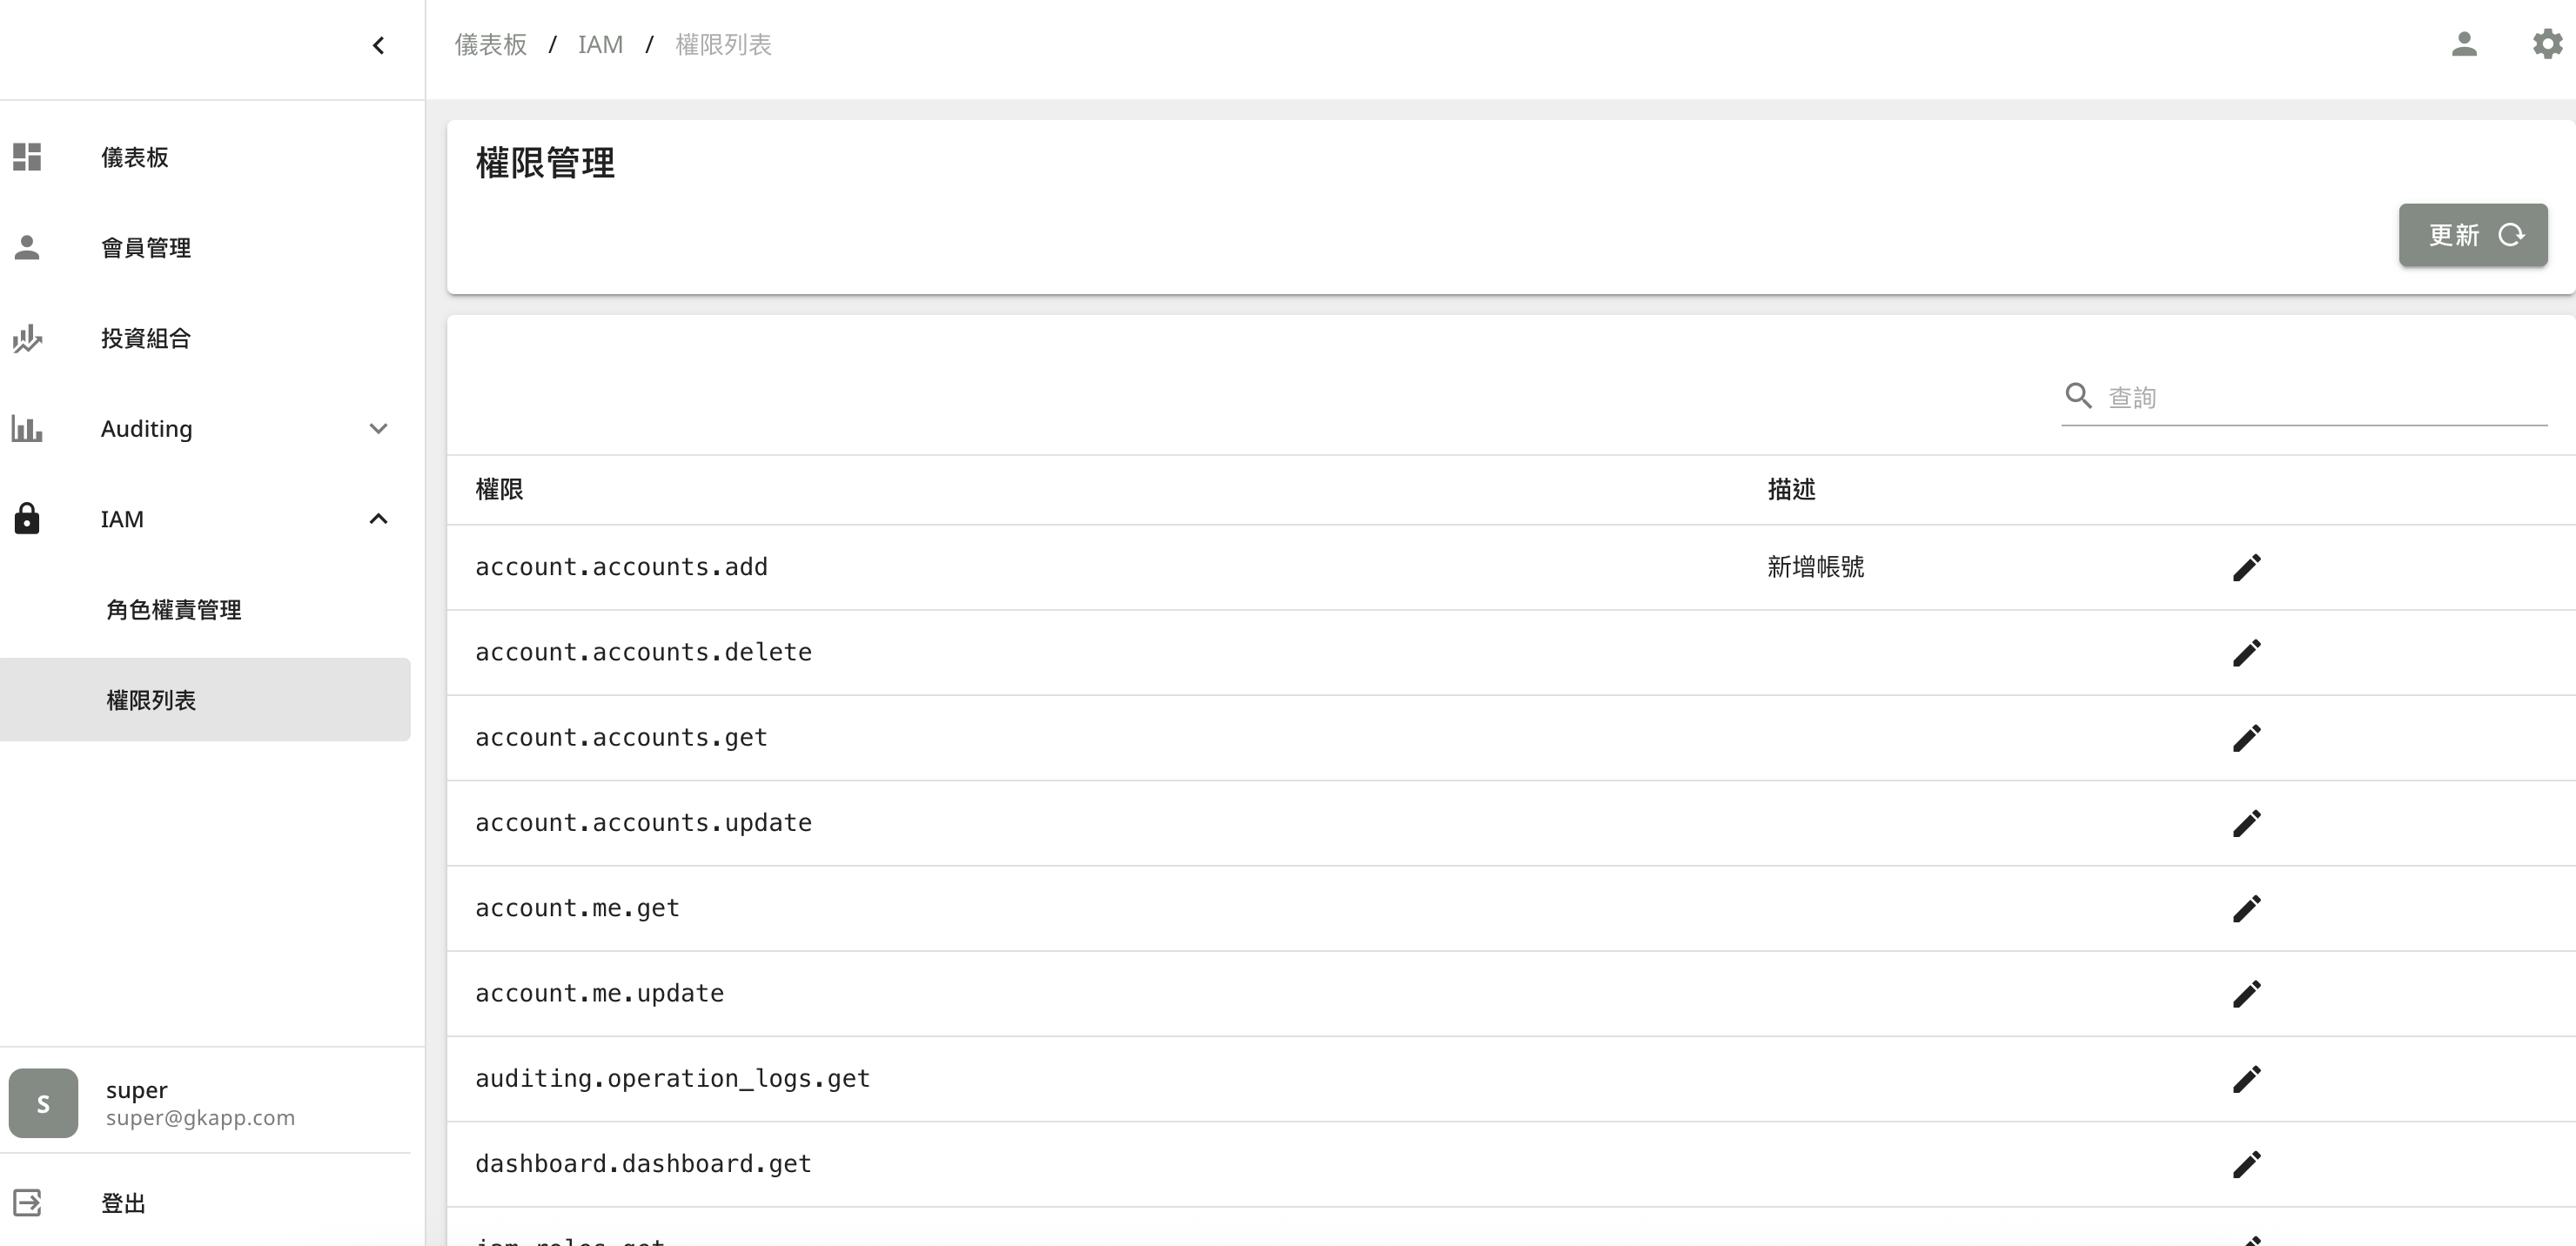 儀表板 / IAM / 權限列表
儀表板
會員管理
投資組合
Auditing
IAM
角色權責管理
權限列表
S
super
super@gkapp.com
登出
權限管理
更新
查詢
權限 描述
account.accounts.add 新增帳號
account.accounts.delete
account.accounts.get
account.accounts.update
account.me.get
account.me.update
auditing.operation_logs.get
dashboard.dashboard.get